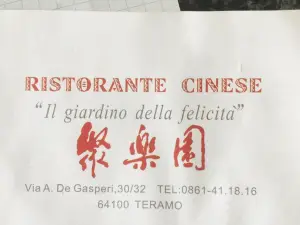 RISTORANTE CINESE
"Il giardino della felicità"
聚樂園
Via A. De Gasperi,30/32 TEL:0861-41.18.16
64100 TERAMO